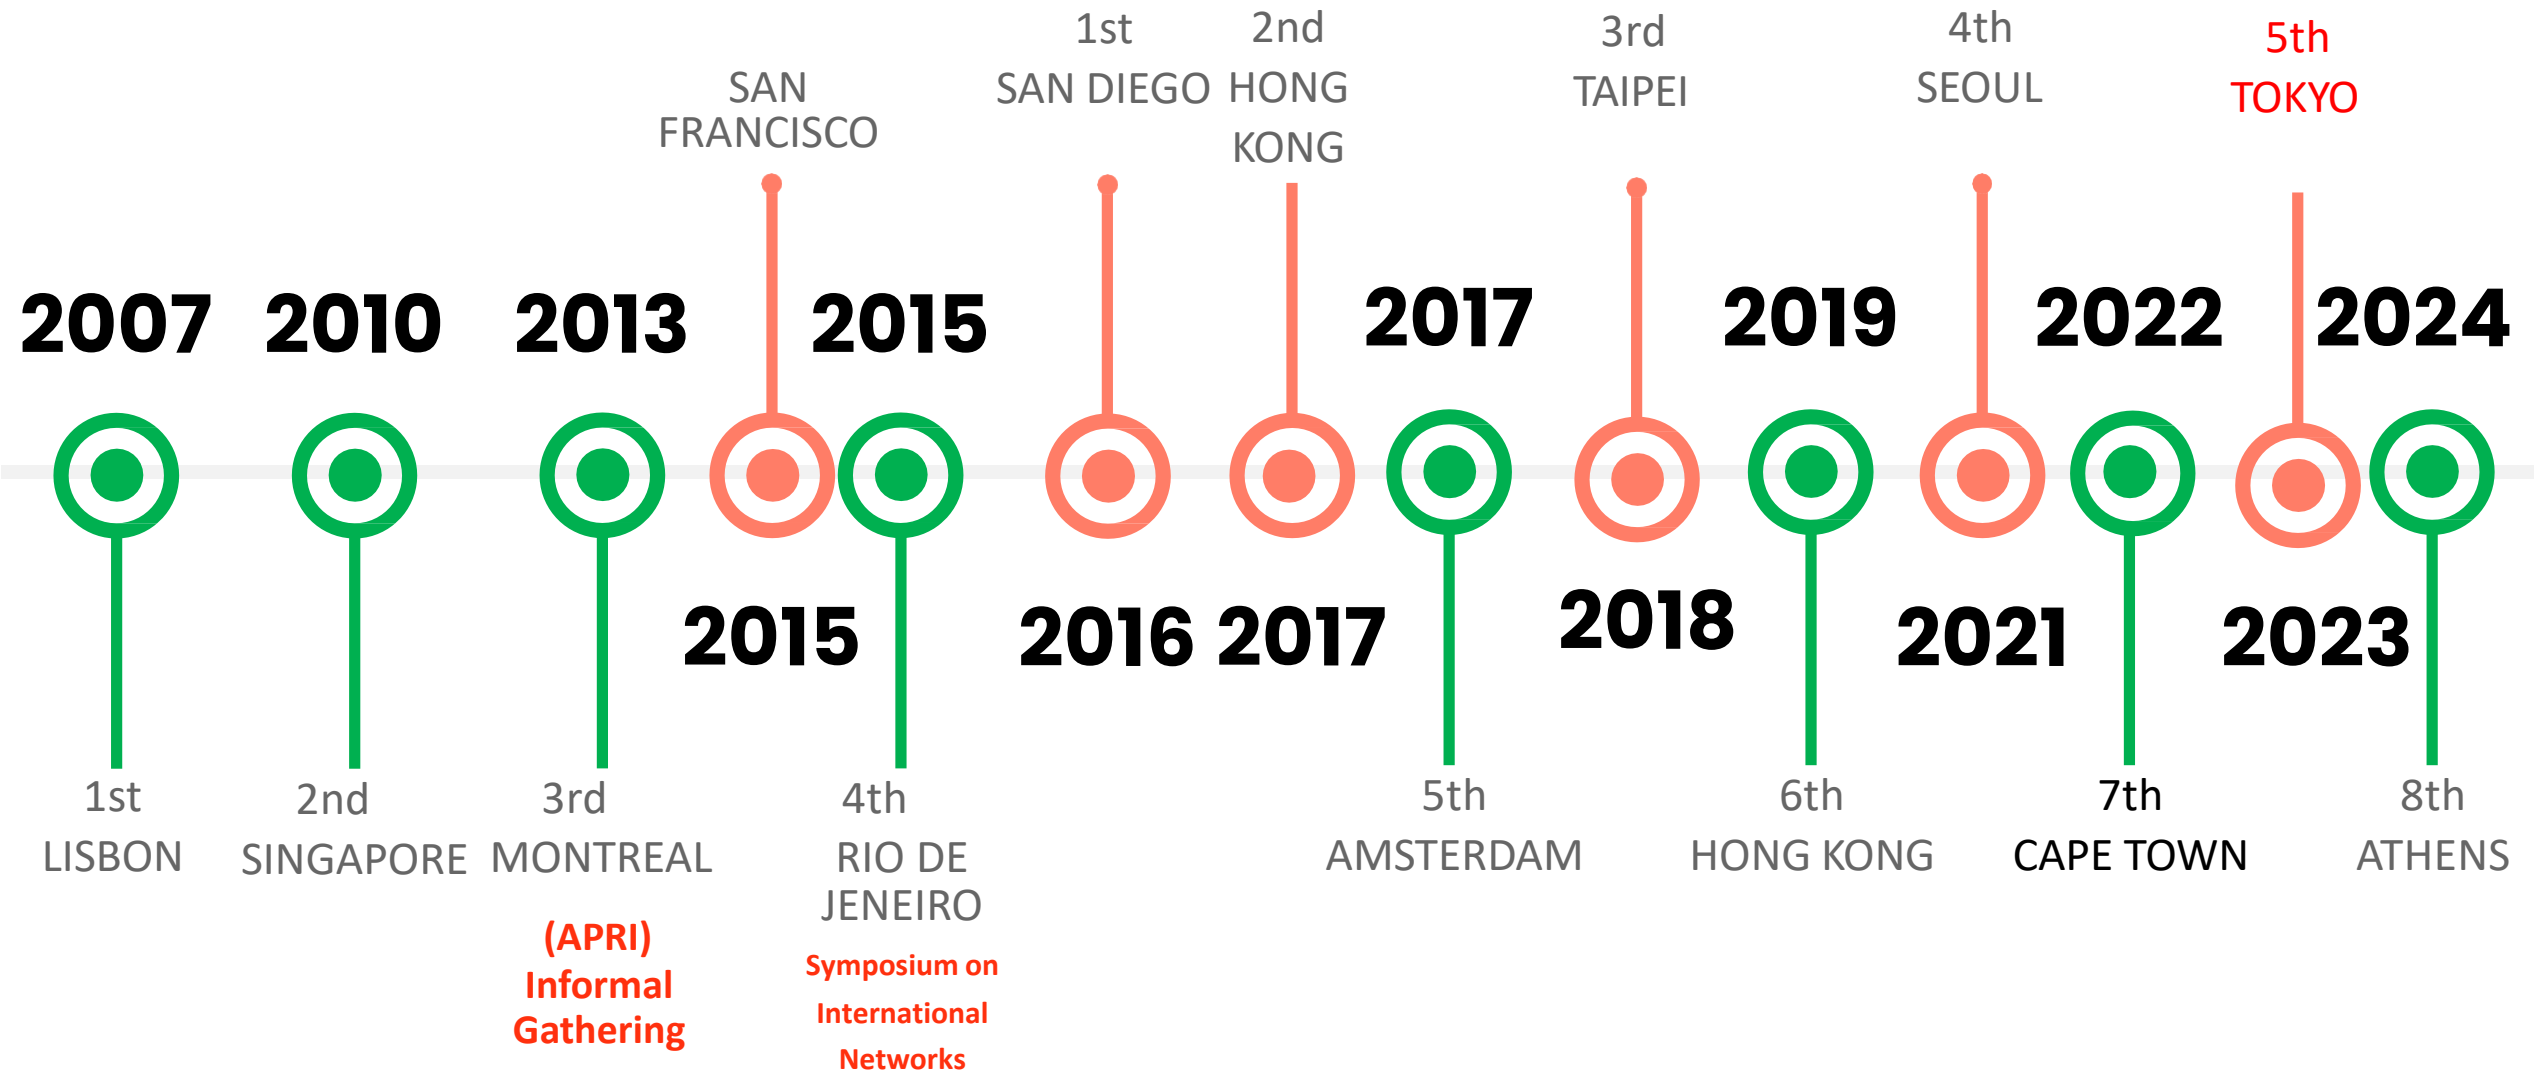 1st
SAN DIEGO
2nd
HONG
KONG
3rd
TAIPEI
4th
SEOUL
5th
TOKYO
SAN
FRANCISCO
2007
2010
2013
2015
2017
2019
2022
2024
2015
2016
2017
2018
2021
2023
1st
LISBON
2nd
SINGAPORE
3rd
MONTREAL
(APRI)
Informal
Gathering
4th
RIO DE
JENEIRO
Symposium on
International
Networks
5th
AMSTERDAM
6th
HONG KONG
7th
CAPE TOWN
8th
ATHENS